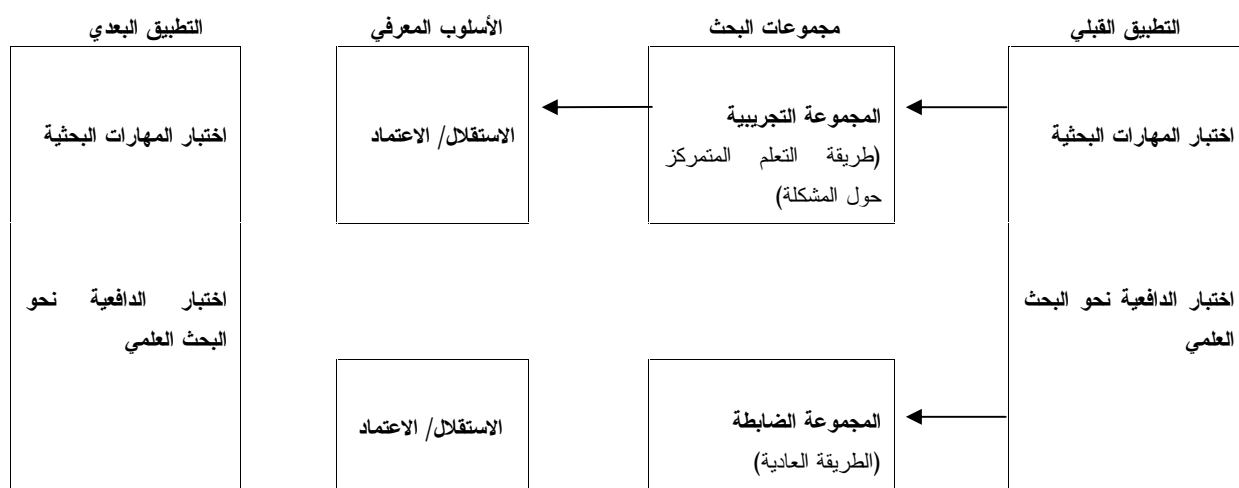 التطبيق القبلي
مجموعات البحث
الأسلوب المعرفي
التطبيق البعدي
اختبار المهارات البحثية
اختبار الدافعية نحو البحث
العلمي
المجموعة التجريبية
(طريقة التعلم المتمركز
حول المشكلة)
المجموعة الضابطة
(الطريقة العادية)
الاستقلال/ الاعتماد
الاستقلال/ الاعتماد
اختبار المهارات البحثية
اختبار الدافعية نحو
البحث العلمي